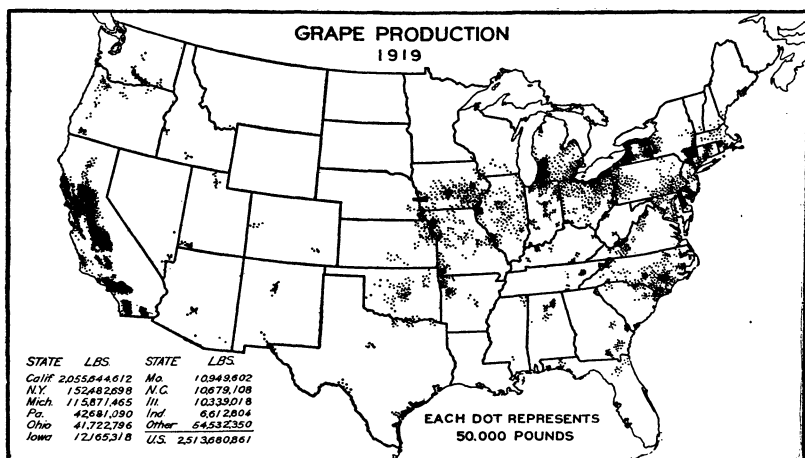 GRAPE PRODUCTION
1919
STATE LBS. STATE LBS.
Calif 2,055,844,612 Mo. 10,949,602
N.Y. 152,482,898 N.C. 10,679,108
Mich. 115,871,465 Ill. 10,339,018
Pa. 42,681,090 Ind 6,612,804
Ohio 41,722,796 Other 54,532,350
Iowa 12,165,318 U.S. 2,513,680,861
EACH DOT REPRESENTS
50,000 POUNDS